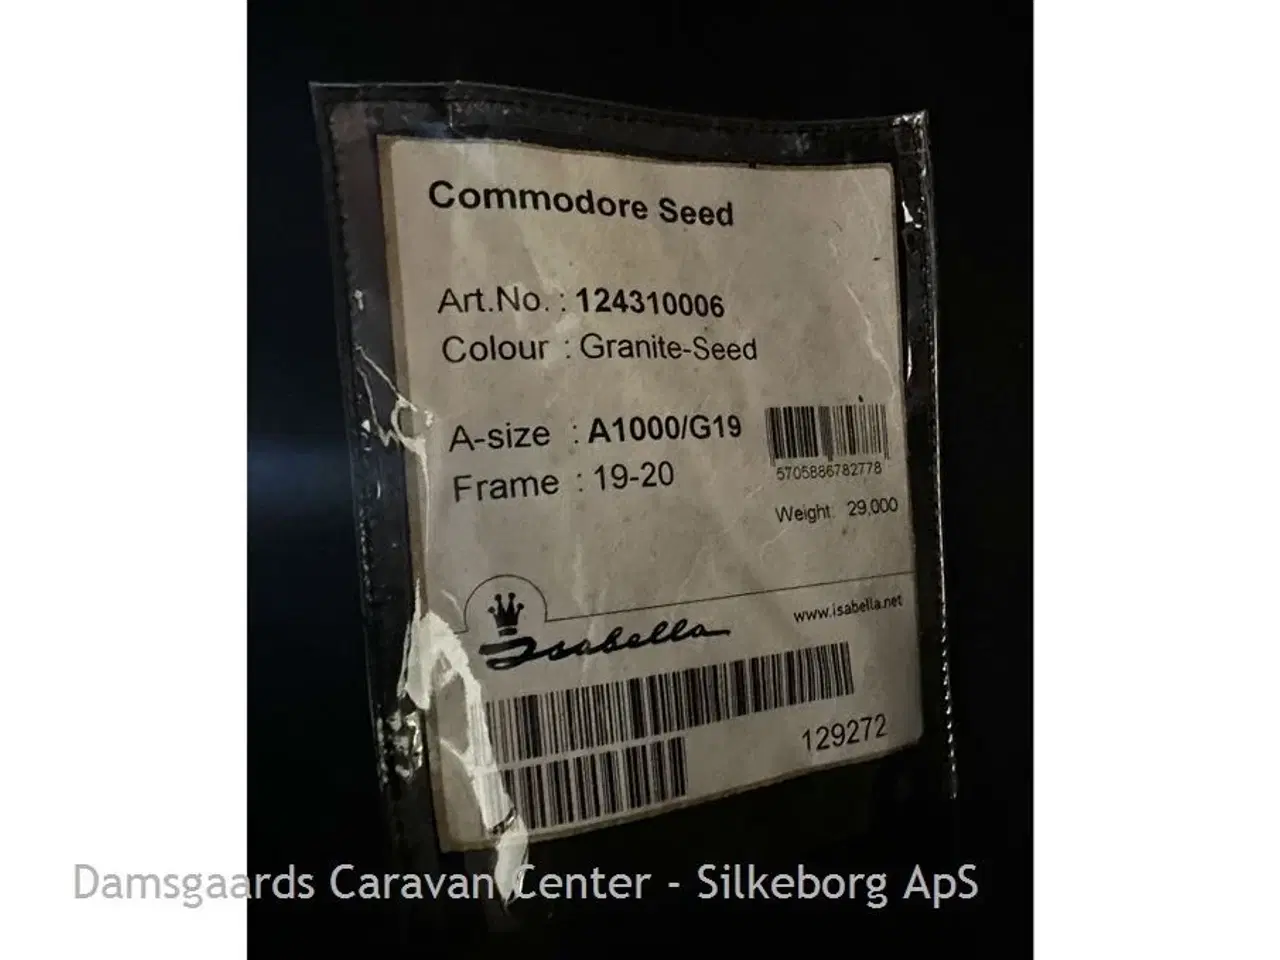 Commodore Seed
Art.No. : 124310006
Colour : Granite-Seed
A-size : A1000/G19
Frame : 19-20
5705886782778
Weight: 29,000
Isabella
www.isabella.net
129272
Damsgaards Caravan Center - Silkeborg ApS